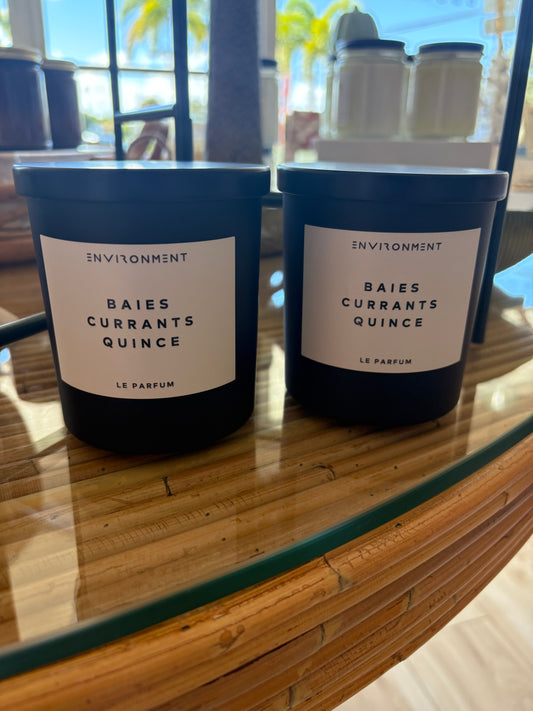 ENVIRONMENT
BAIES
CURRANTS
QUINCE
LE PARFUM
ENVIRONMENT
BAIES
CURRANTS
QUINCE
LE PARFUM